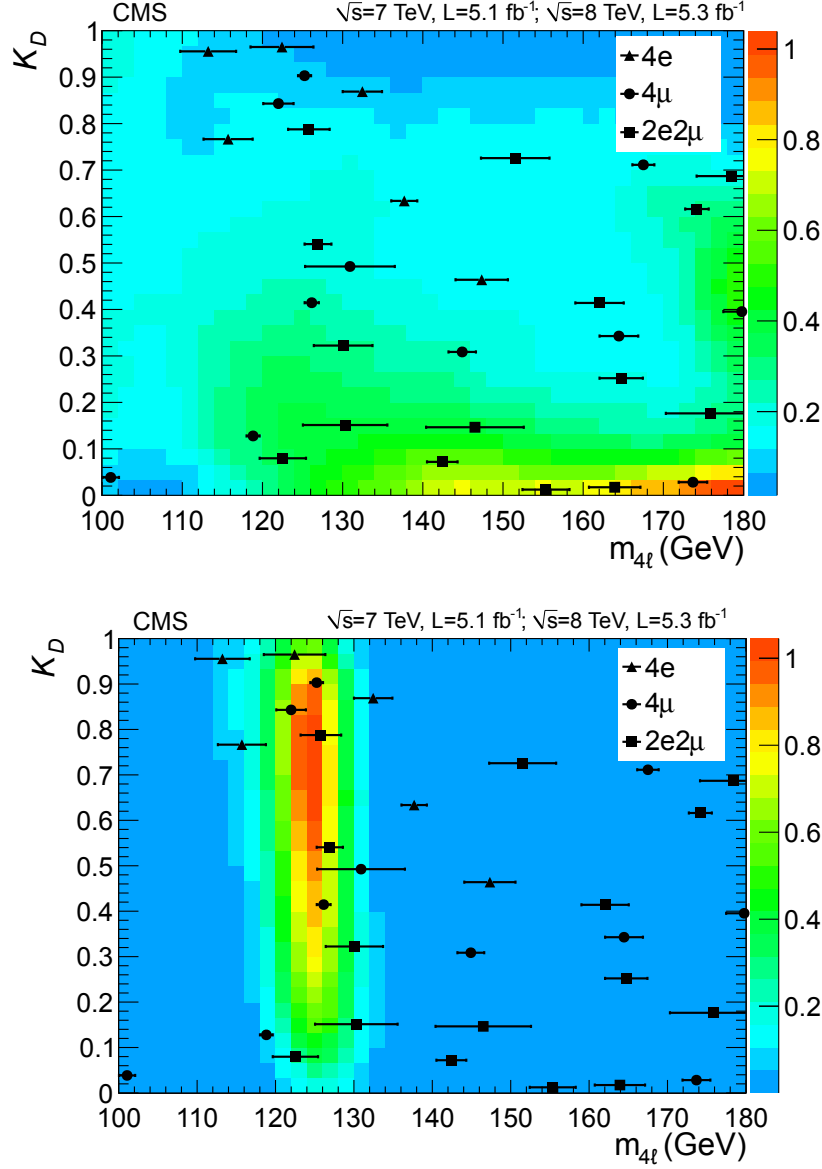 CMS √s=7 TeV, L=5.1 fb⁻¹; √s=8 TeV, L=5.3 fb⁻¹
K_D
1
0.9
0.8
0.7
0.6
0.5
0.4
0.3
0.2
0.1
0
4e
4μ
2e2μ
1
0.8
0.6
0.4
0.2
100 110 120 130 140 150 160 170 180
m_4ℓ (GeV)
CMS √s=7 TeV, L=5.1 fb⁻¹; √s=8 TeV, L=5.3 fb⁻¹
K_D
1
0.9
0.8
0.7
0.6
0.5
0.4
0.3
0.2
0.1
0
4e
4μ
2e2μ
1
0.8
0.6
0.4
0.2
100 110 120 130 140 150 160 170 180
m_4ℓ (GeV)